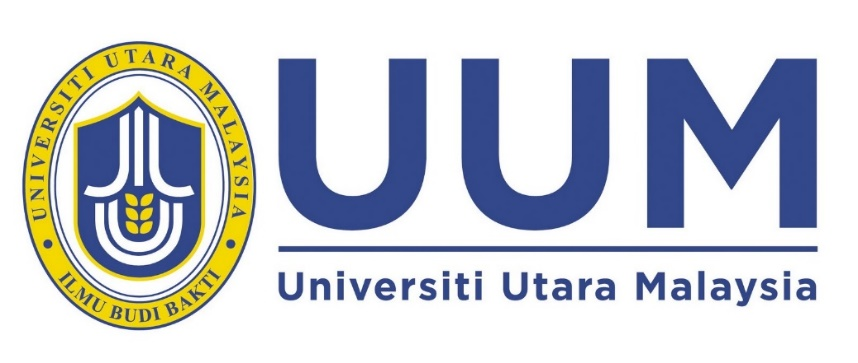 UNIVERSITI UTARA MALAYSIA
ILMU BUDI BAKTI
UUM
Universiti Utara Malaysia